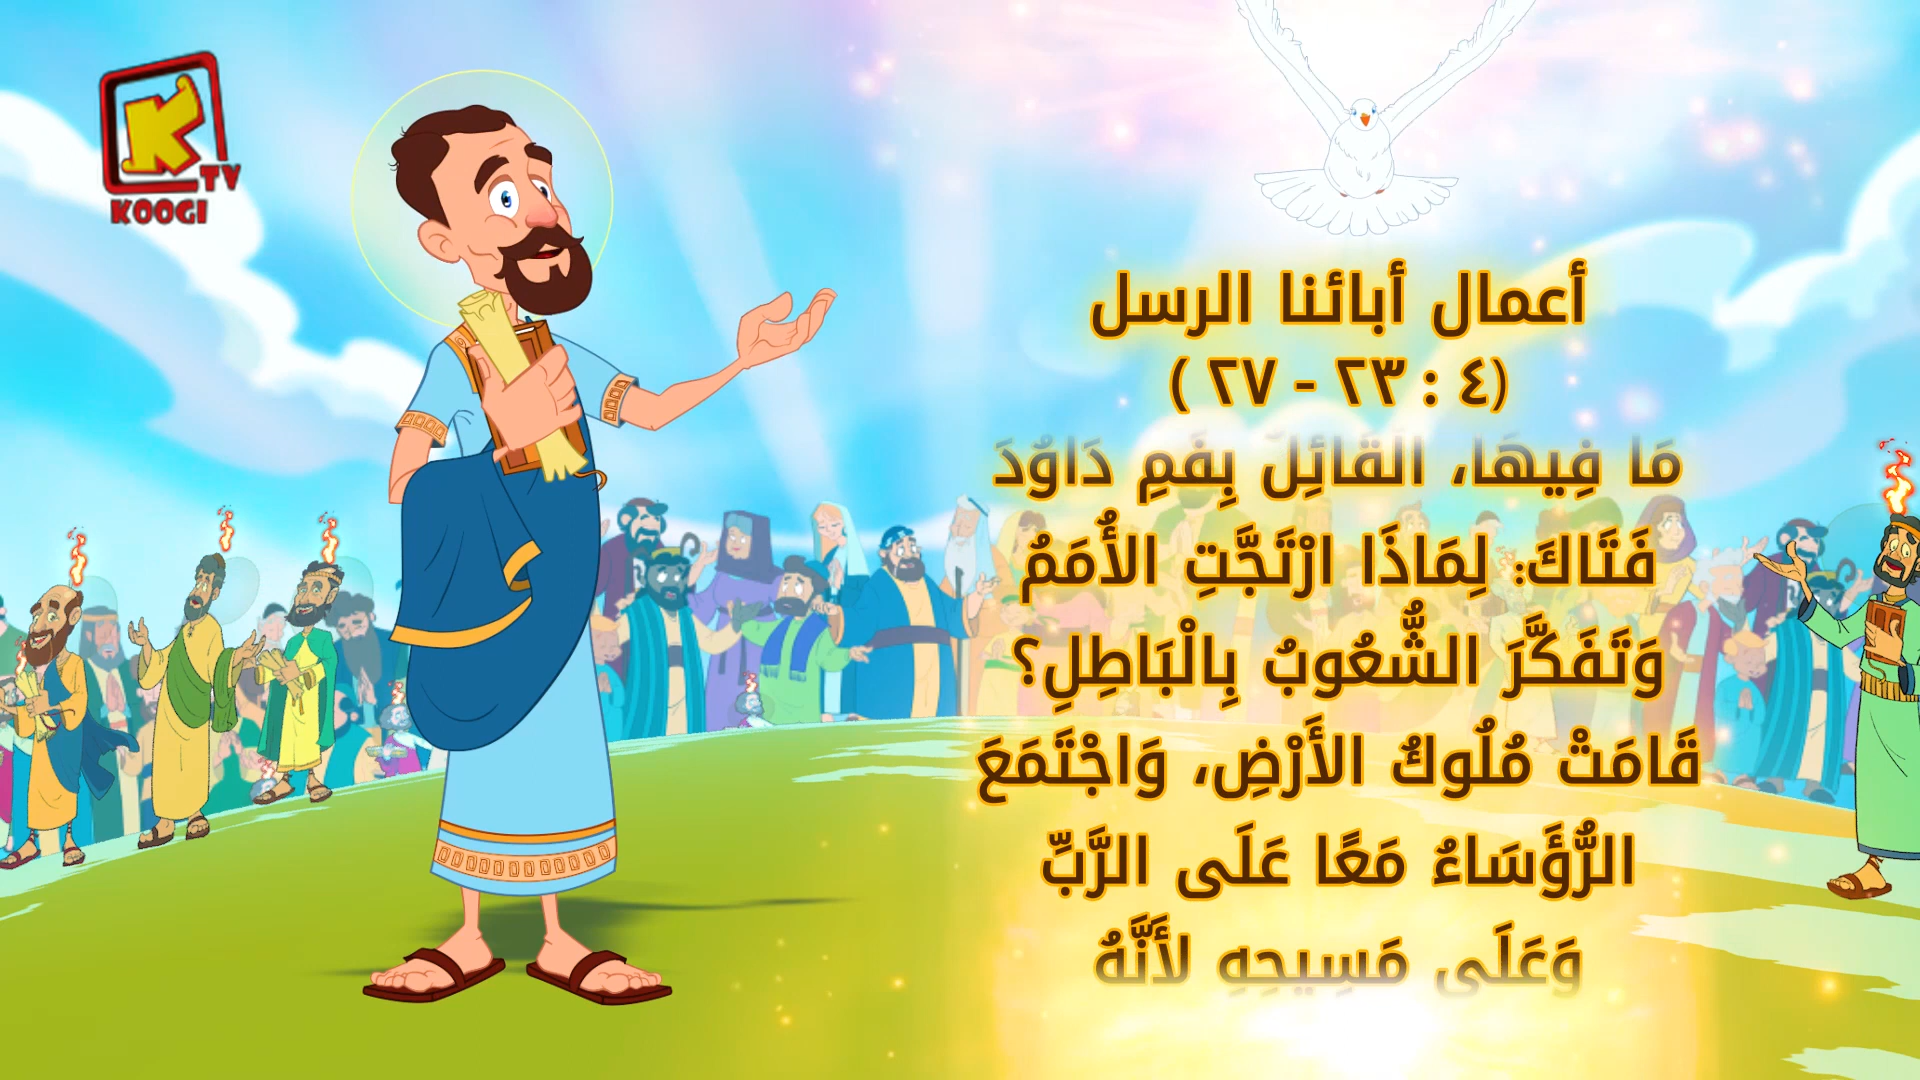 K
TV
KOOGI
أعمال أبائنا الرسل
(٤ : ٢٣ - ٢٧ )
مَا فِيهَا، الْقَائِلُ بِفَمِ دَاوُدَ
فَتَاكَ: لِمَاذَا ارْتَجَّتِ الأُمَمُ
وَتَفَكَّرَ الشُّعُوبُ بِالْبَاطِلِ؟
قَامَتْ مُلُوكُ الأَرْضِ، وَاجْتَمَعَ
الرُّؤَسَاءُ مَعًا عَلَى الرَّبِّ
وَعَلَى مَسِيحِهِ لأَنَّهُ